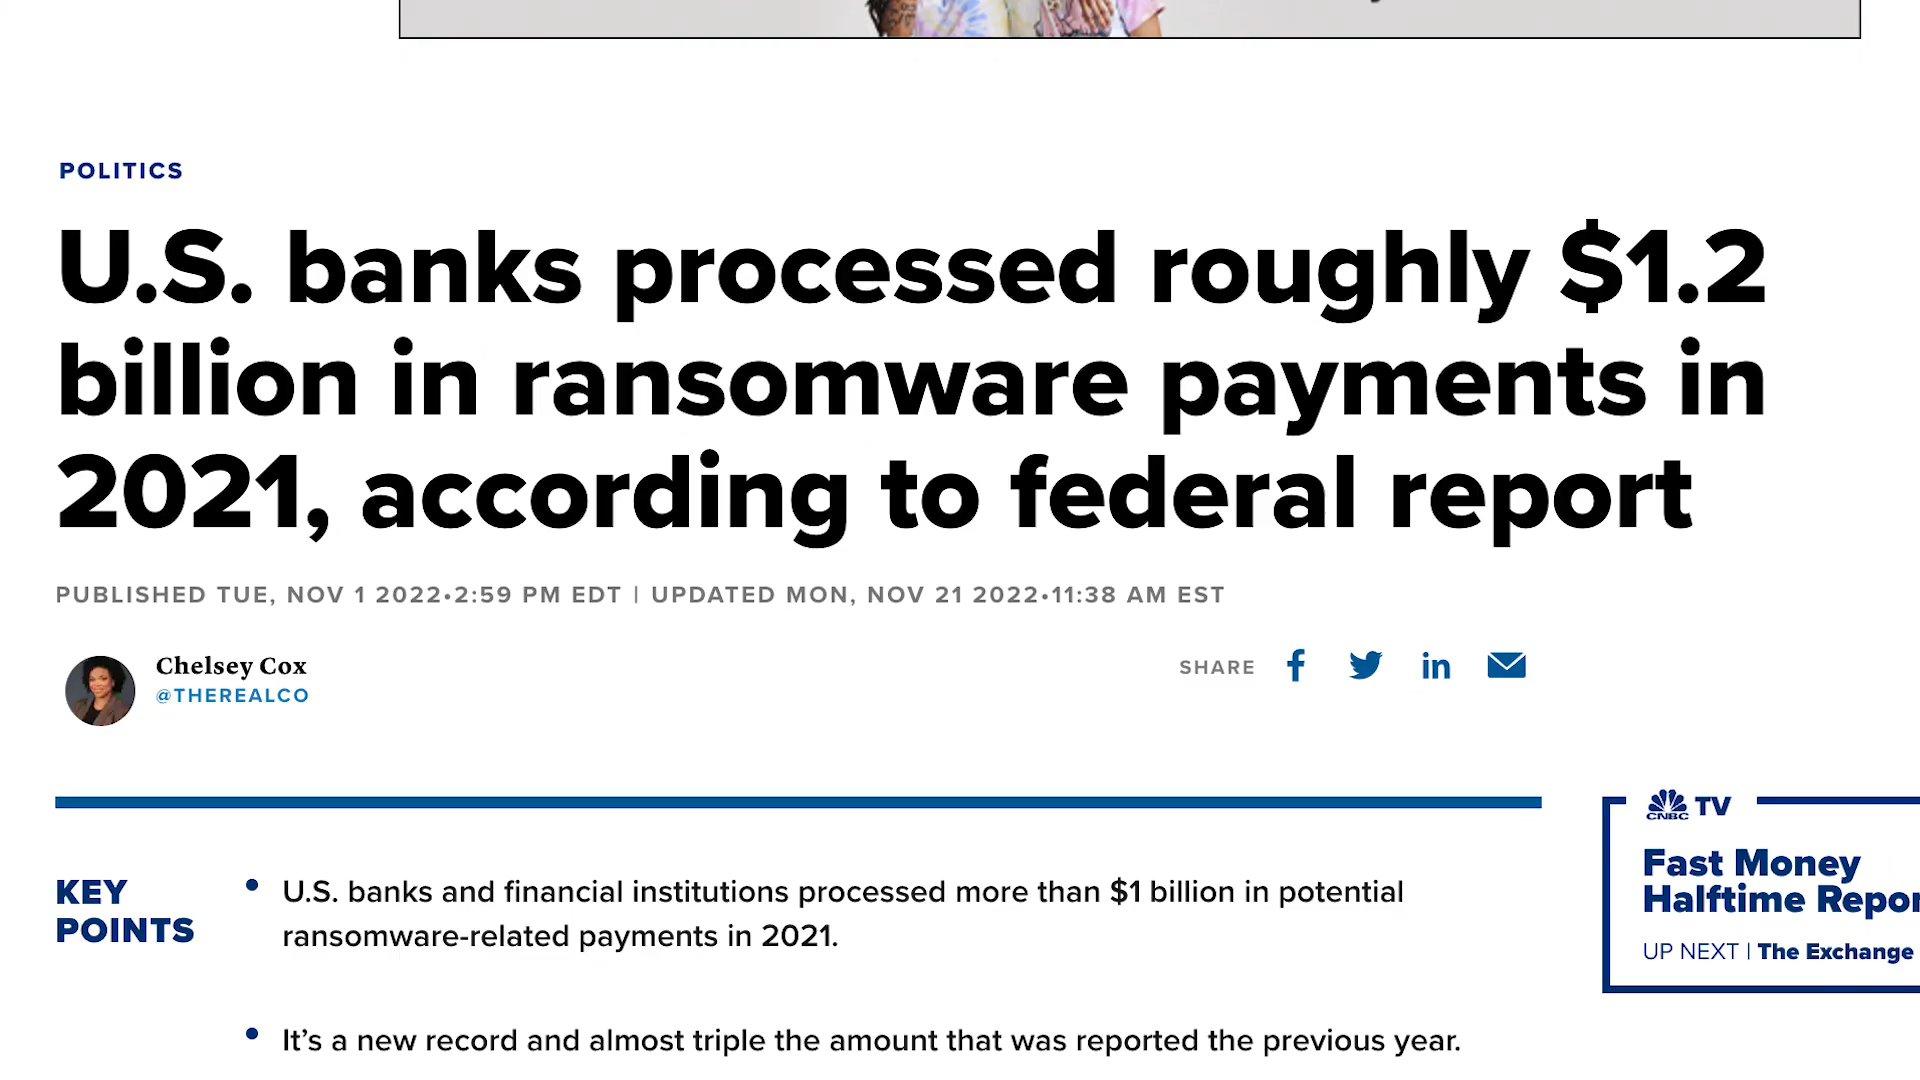 POLITICS
U.S. banks processed roughly $1.2
billion in ransomware payments in
2021, according to federal report
PUBLISHED TUE, NOV 1 2022•2:59 PM EDT | UPDATED MON, NOV 21 2022•11:38 AM EST
Chelsey Cox
@THEREALCO
SHARE
KEY
POINTS
• U.S. banks and financial institutions processed more than $1 billion in potential
ransomware-related payments in 2021.
• It’s a new record and almost triple the amount that was reported the previous year.
CNBC TV
Fast Money
Halftime Repor
UP NEXT | The Exchange